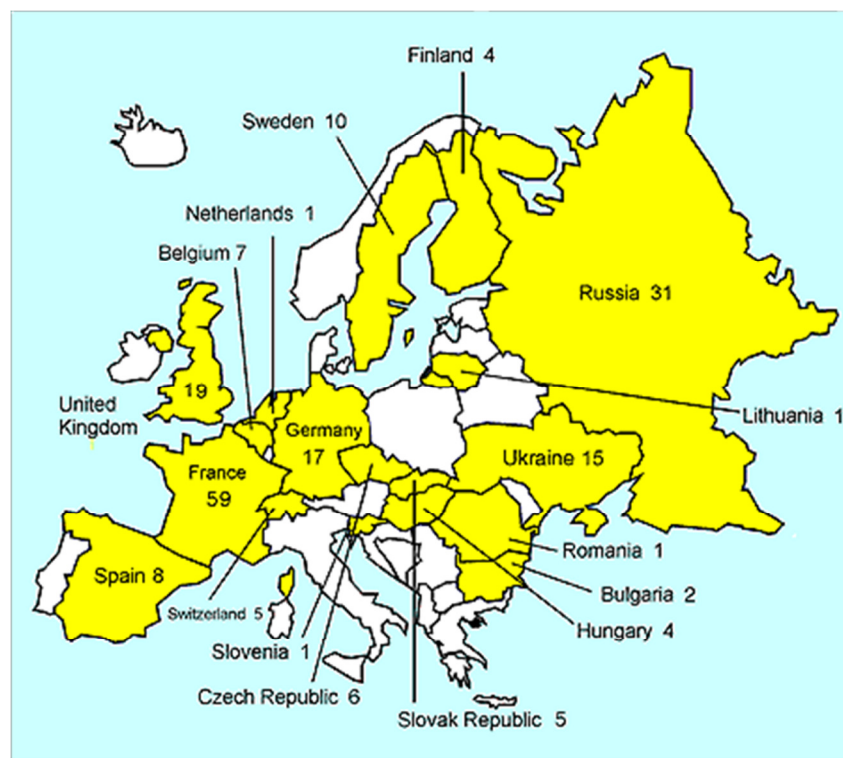 Finland 4
Sweden 10
Netherlands 1
Belgium 7
Russia 31
19
United
Kingdom
Lithuania 1
Germany
17
Ukraine 15
France
59
Romania 1
Spain 8
Bulgaria 2
Switzerland 5
Hungary 4
Slovenia 1
Czech Republic 6
Slovak Republic 5